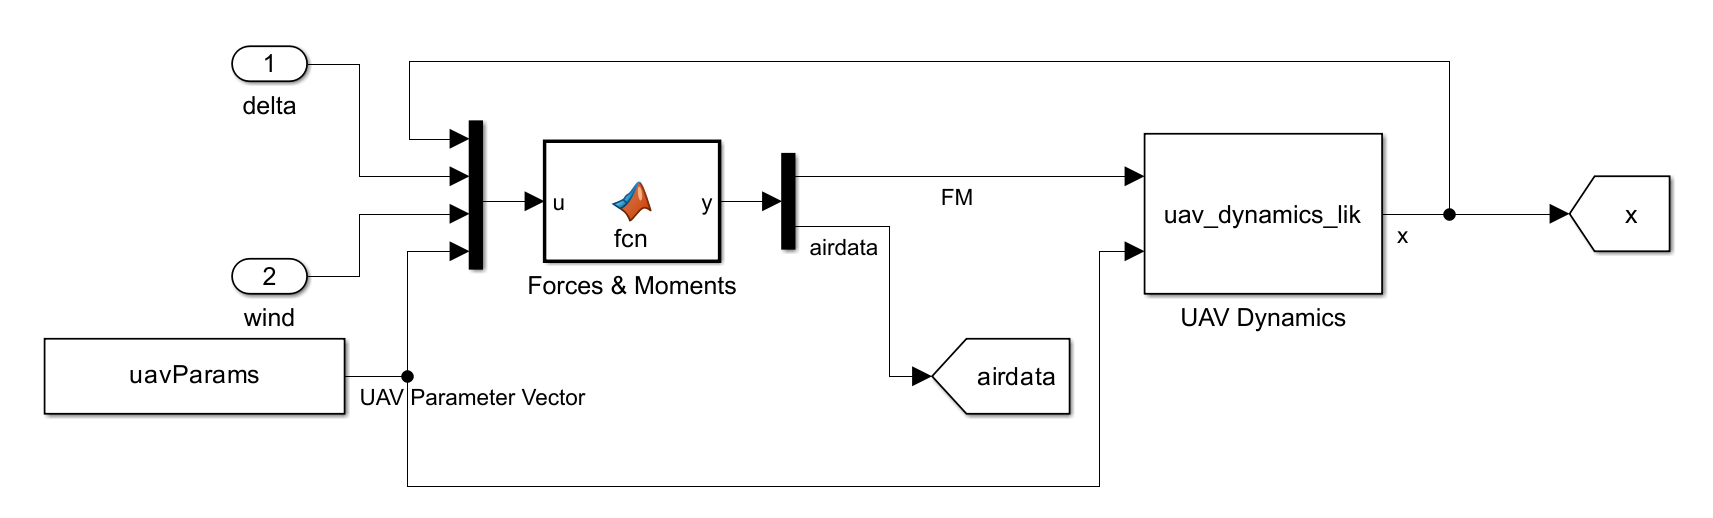 1
delta
2
wind
uavParams
UAV Parameter Vector
u
fcn
y
Forces & Moments
FM
airdata
airdata
uav_dynamics_lik
UAV Dynamics
x
x